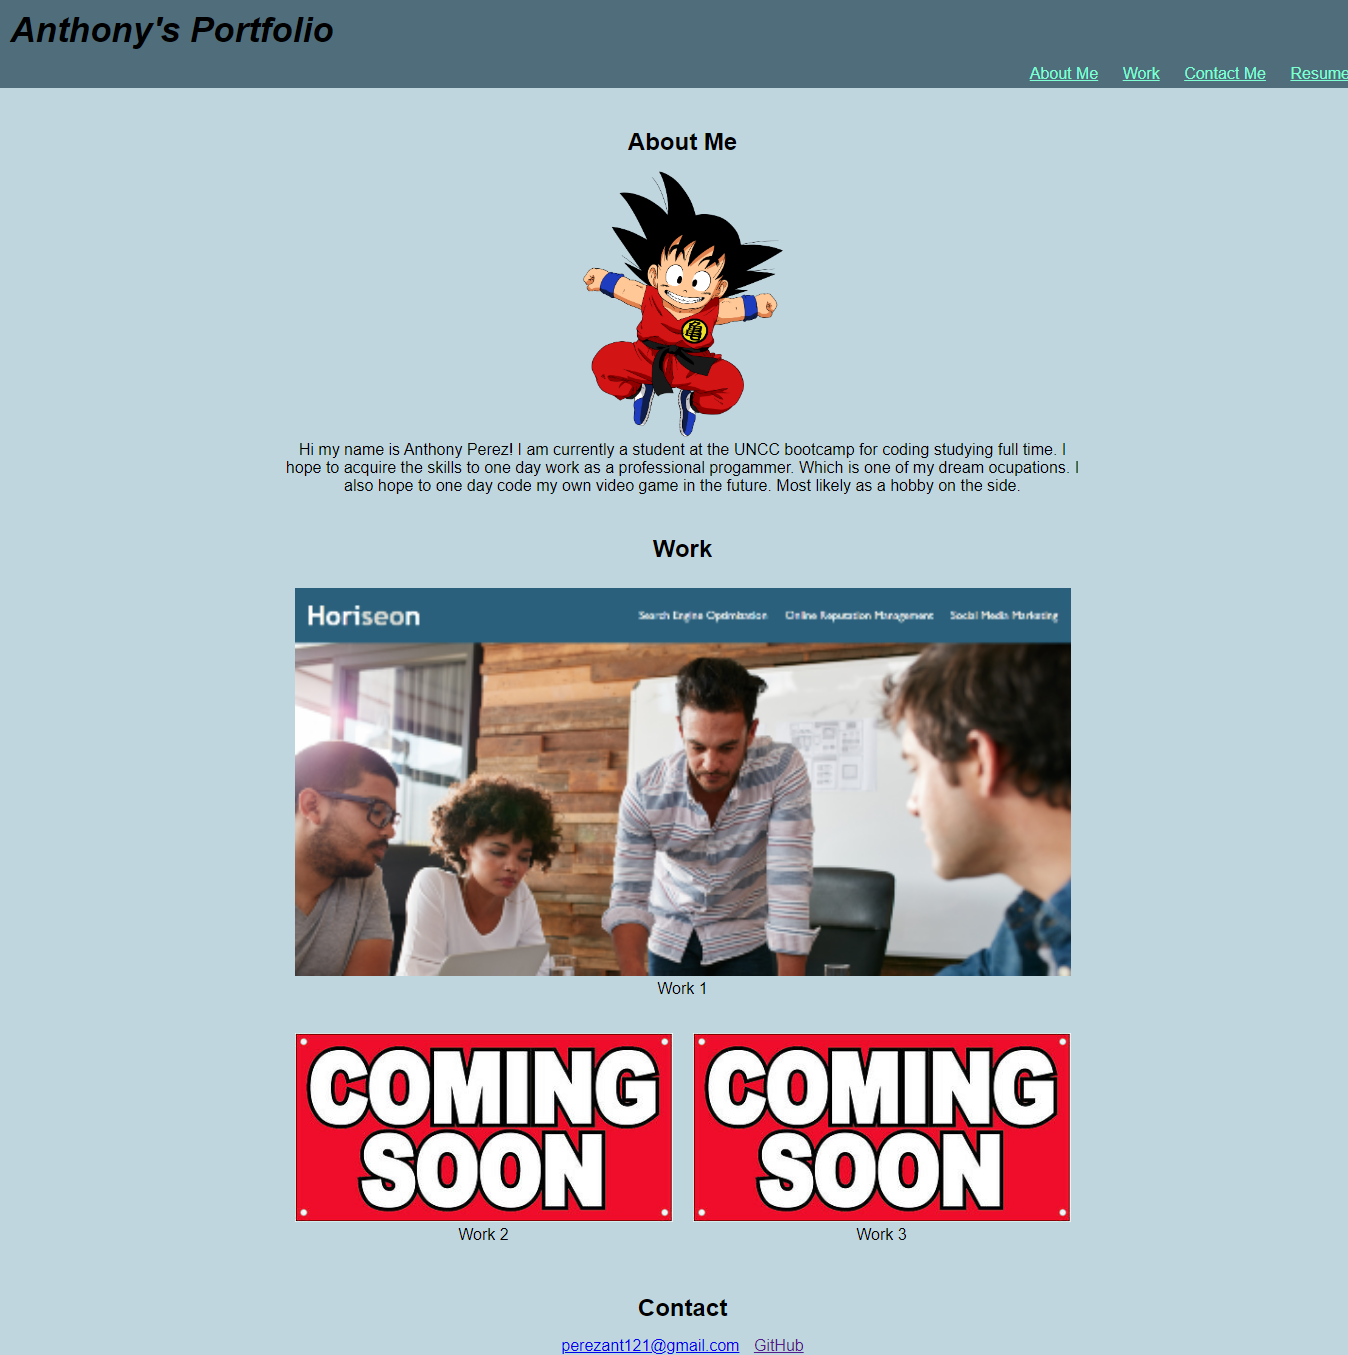 Anthony's Portfolio
About Me Work Contact Me Resume
About Me
Hi my name is Anthony Perez! I am currently a student at the UNCC bootcamp for coding studying full time. I
hope to acquire the skills to one day work as a professional progammer. Which is one of my dream ocupations. I
also hope to one day code my own video game in the future. Most likely as a hobby on the side.
Work
Horiseon Search Engine Optimization Online Reputation Management Social Media Marketing
Work 1
COMING
SOON
COMING
SOON
Work 2
Work 3
Contact
perezant121@gmail.com GitHub